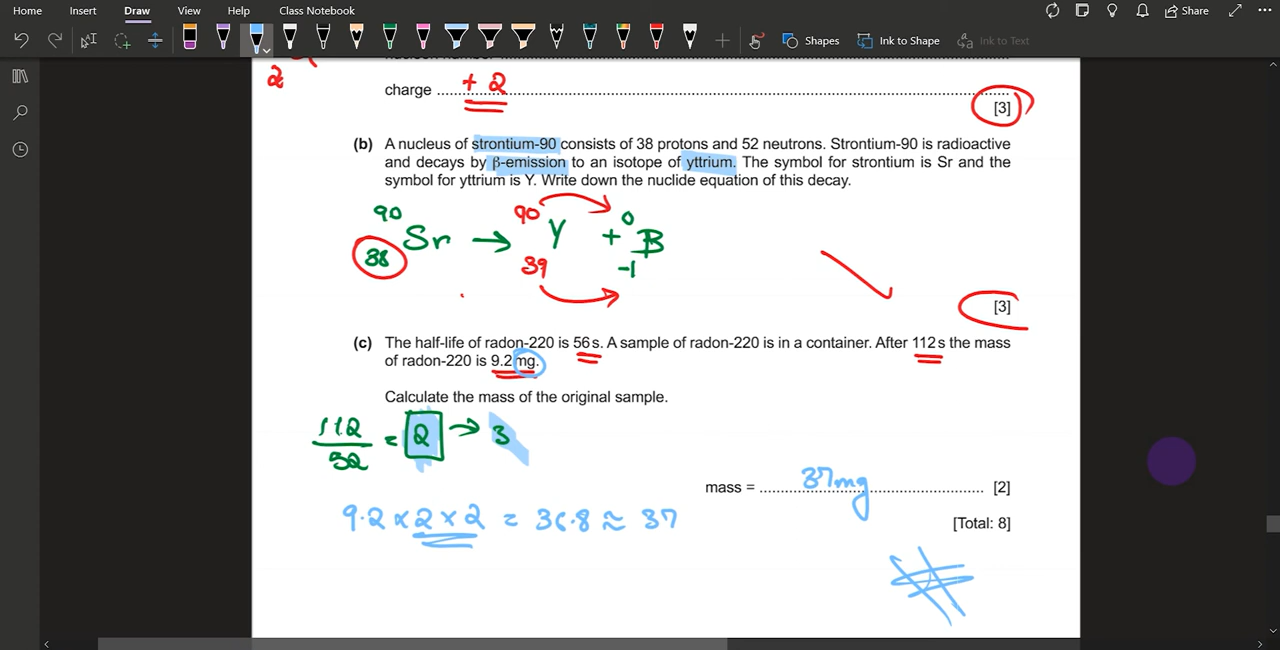 Home Insert Draw View Help Class Notebook
Share
Shapes Ink to Shape Ink to Text
2
charge + 2
[3]
(b) A nucleus of strontium-90 consists of 38 protons and 52 neutrons. Strontium-90 is radioactive
and decays by β-emission to an isotope of yttrium. The symbol for strontium is Sr and the
symbol for yttrium is Y. Write down the nuclide equation of this decay.
90 90 0
Sr → Y + B
38 39 -1
[3]
(c) The half-life of radon-220 is 56 s. A sample of radon-220 is in a container. After 112 s the mass
of radon-220 is 9.2 mg.
Calculate the mass of the original sample.
112
= 2 → 3
52
mass = 37mg [2]
9.2 × 2 × 2 = 36.8 ≈ 37
[Total: 8]